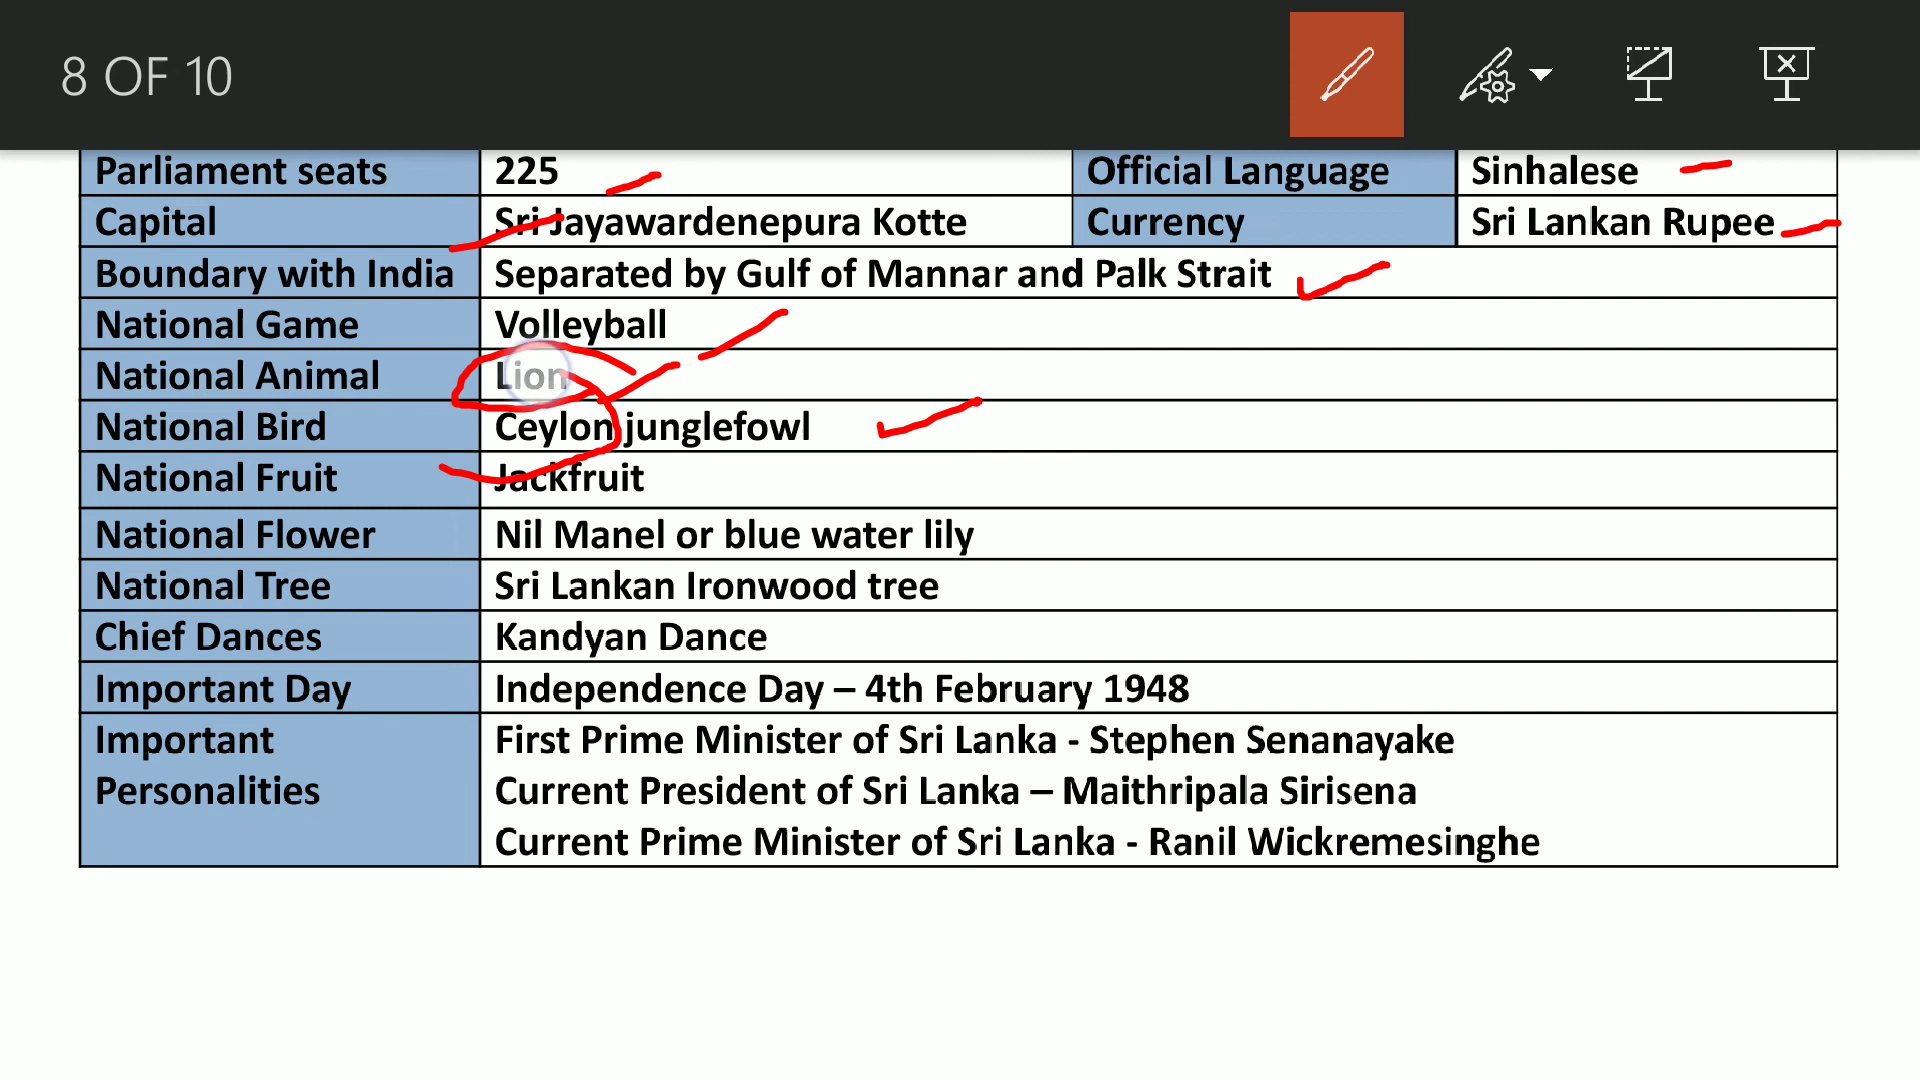 8 OF 10
Parliament seats 225 Official Language Sinhalese
Capital Sri Jayawardenepura Kotte Currency Sri Lankan Rupee
Boundary with India Separated by Gulf of Mannar and Palk Strait
National Game Volleyball
National Animal Lion
National Bird Ceylon junglefowl
National Fruit Jackfruit
National Flower Nil Manel or blue water lily
National Tree Sri Lankan Ironwood tree
Chief Dances Kandyan Dance
Important Day Independence Day – 4th February 1948
Important First Prime Minister of Sri Lanka - Stephen Senanayake
Personalities Current President of Sri Lanka – Maithripala Sirisena
Current Prime Minister of Sri Lanka - Ranil Wickremesinghe